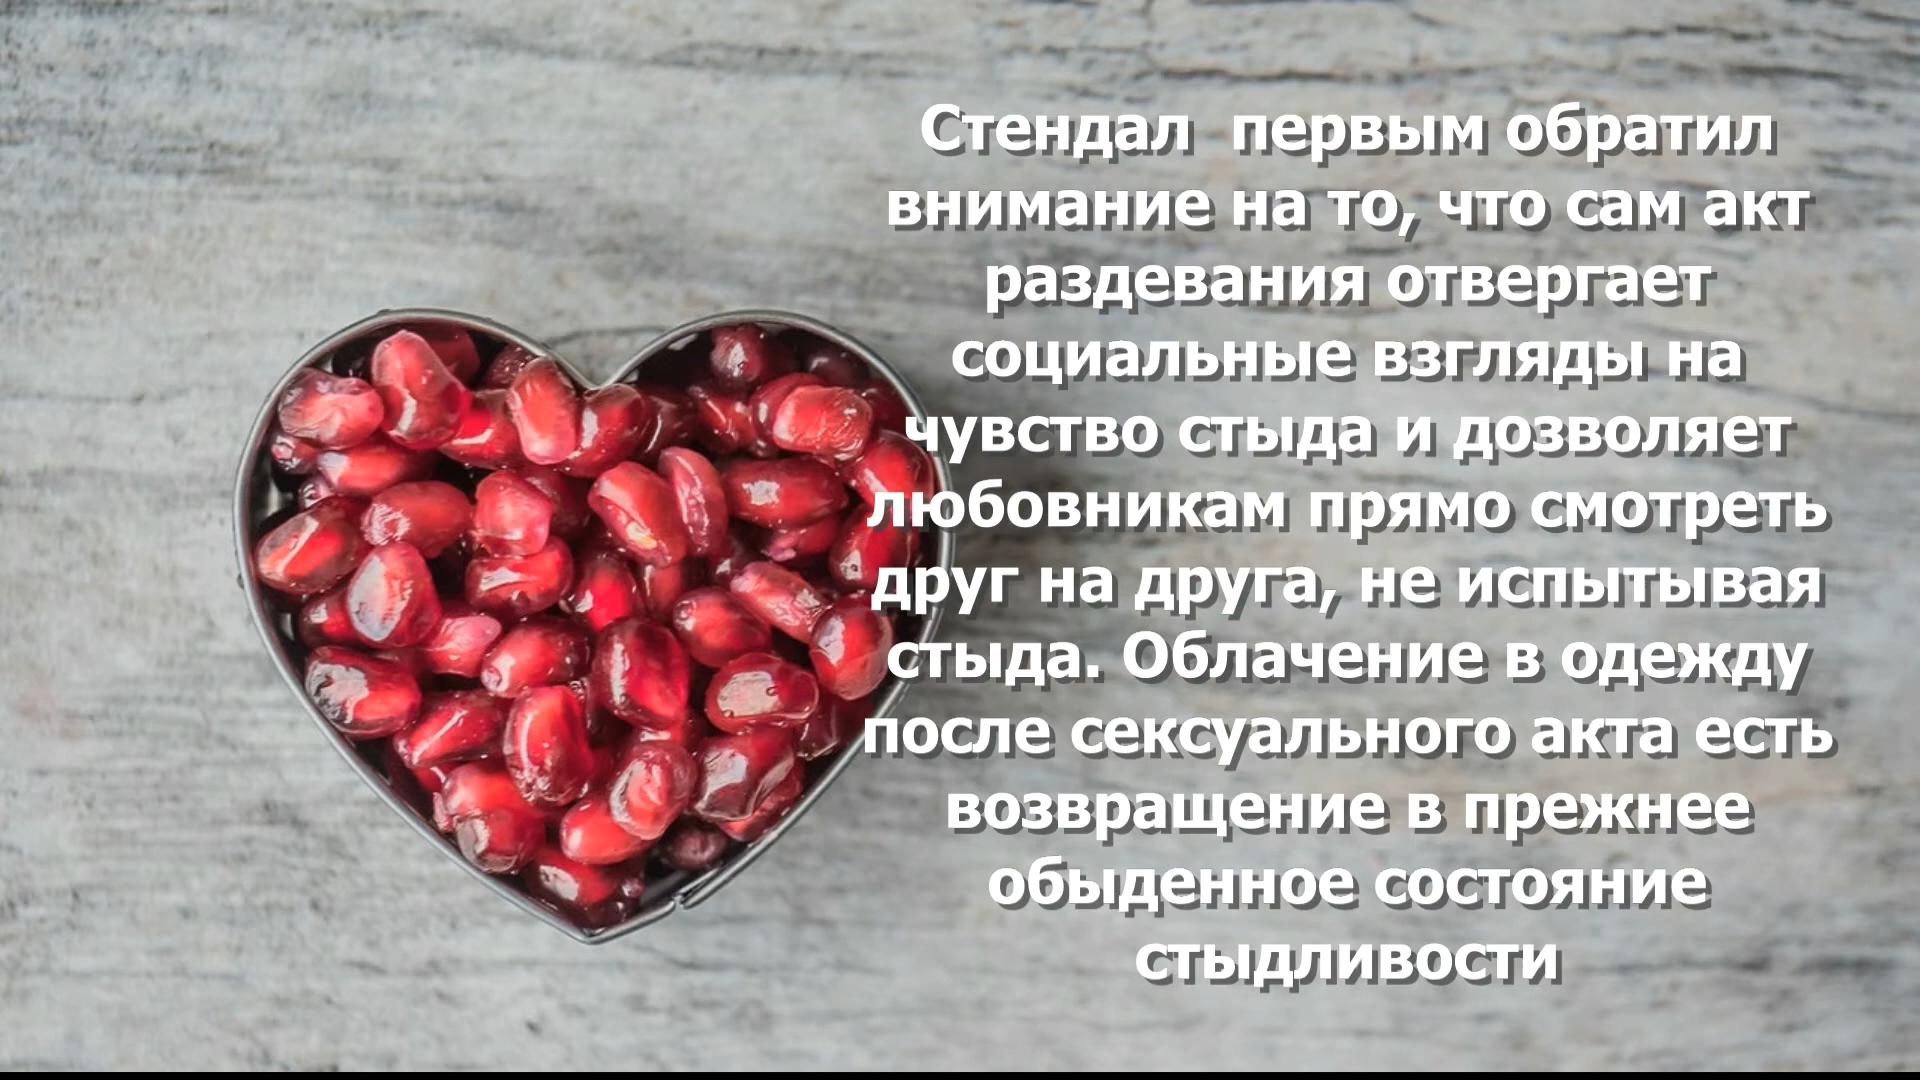 Стендал  первым обратил
внимание на то, что сам акт
раздевания отвергает
социальные взгляды на
чувство стыда и дозволяет
любовникам прямо смотреть
друг на друга, не испытывая
стыда. Облачение в одежду
после сексуального акта есть
возвращение в прежнее
обыденное состояние
стыдливости